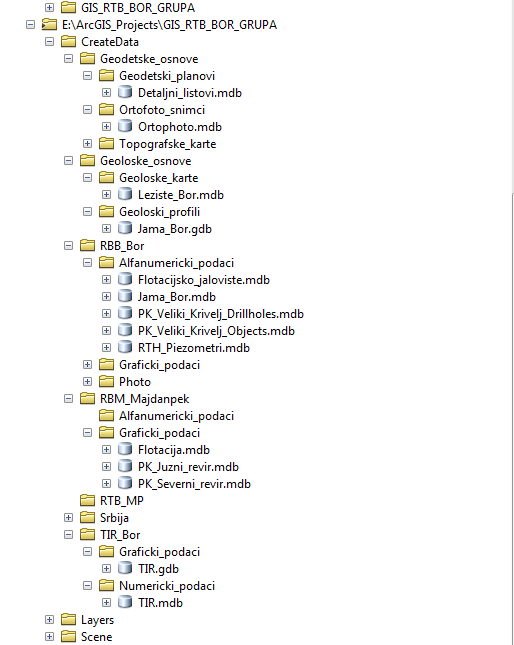 GIS_RTB_BOR_GRUPA
E:\ArcGIS_Projects\GIS_RTB_BOR_GRUPA
CreateData
Geodetske_osnove
Geodetski_planovi
Detaljni_listovi.mdb
Ortofoto_snimci
Ortophoto.mdb
Topografske_karte
Geoloske_osnove
Geoloske_karte
Leziste_Bor.mdb
Geoloski_profili
Jama_Bor.gdb
RBB_Bor
Alfanumericki_podaci
Flotacijsko_jaloviste.mdb
Jama_Bor.mdb
PK_Veliki_Krivelj_Drillholes.mdb
PK_Veliki_Krivelj_Objects.mdb
RTH_Piezometri.mdb
Graficki_podaci
Photo
RBM_Majdanpek
Alfanumericki_podaci
Graficki_podaci
Flotacija.mdb
PK_Juzni_revir.mdb
PK_Severni_revir.mdb
RTB_MP
Srbija
TIR_Bor
Graficki_podaci
TIR.gdb
Numericki_podaci
TIR.mdb
Layers
Scene